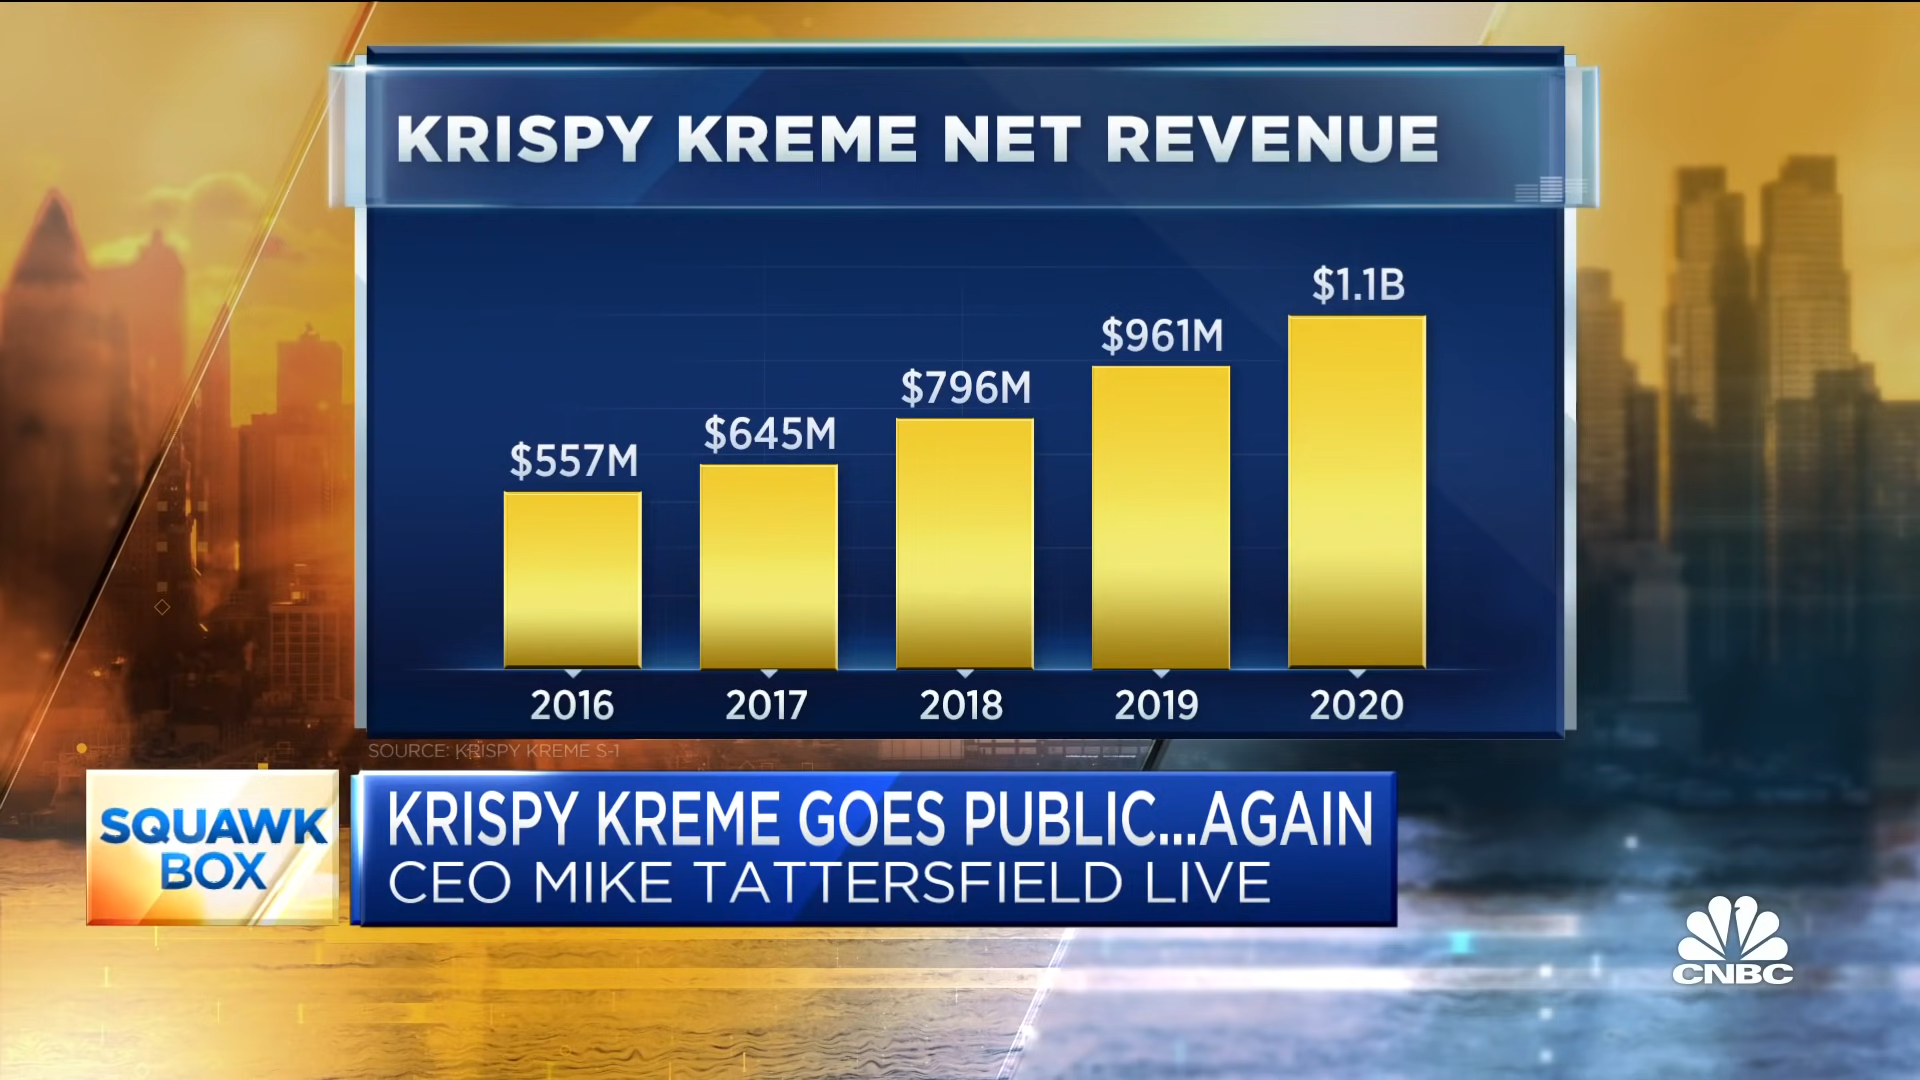 KRISPY KREME NET REVENUE
$557M
$645M
$796M
$961M
$1.1B
2016
2017
2018
2019
2020
SOURCE: KRISPY KREME S-1
SQUAWK
BOX
KRISPY KREME GOES PUBLIC...AGAIN
CEO MIKE TATTERSFIELD LIVE
CNBC